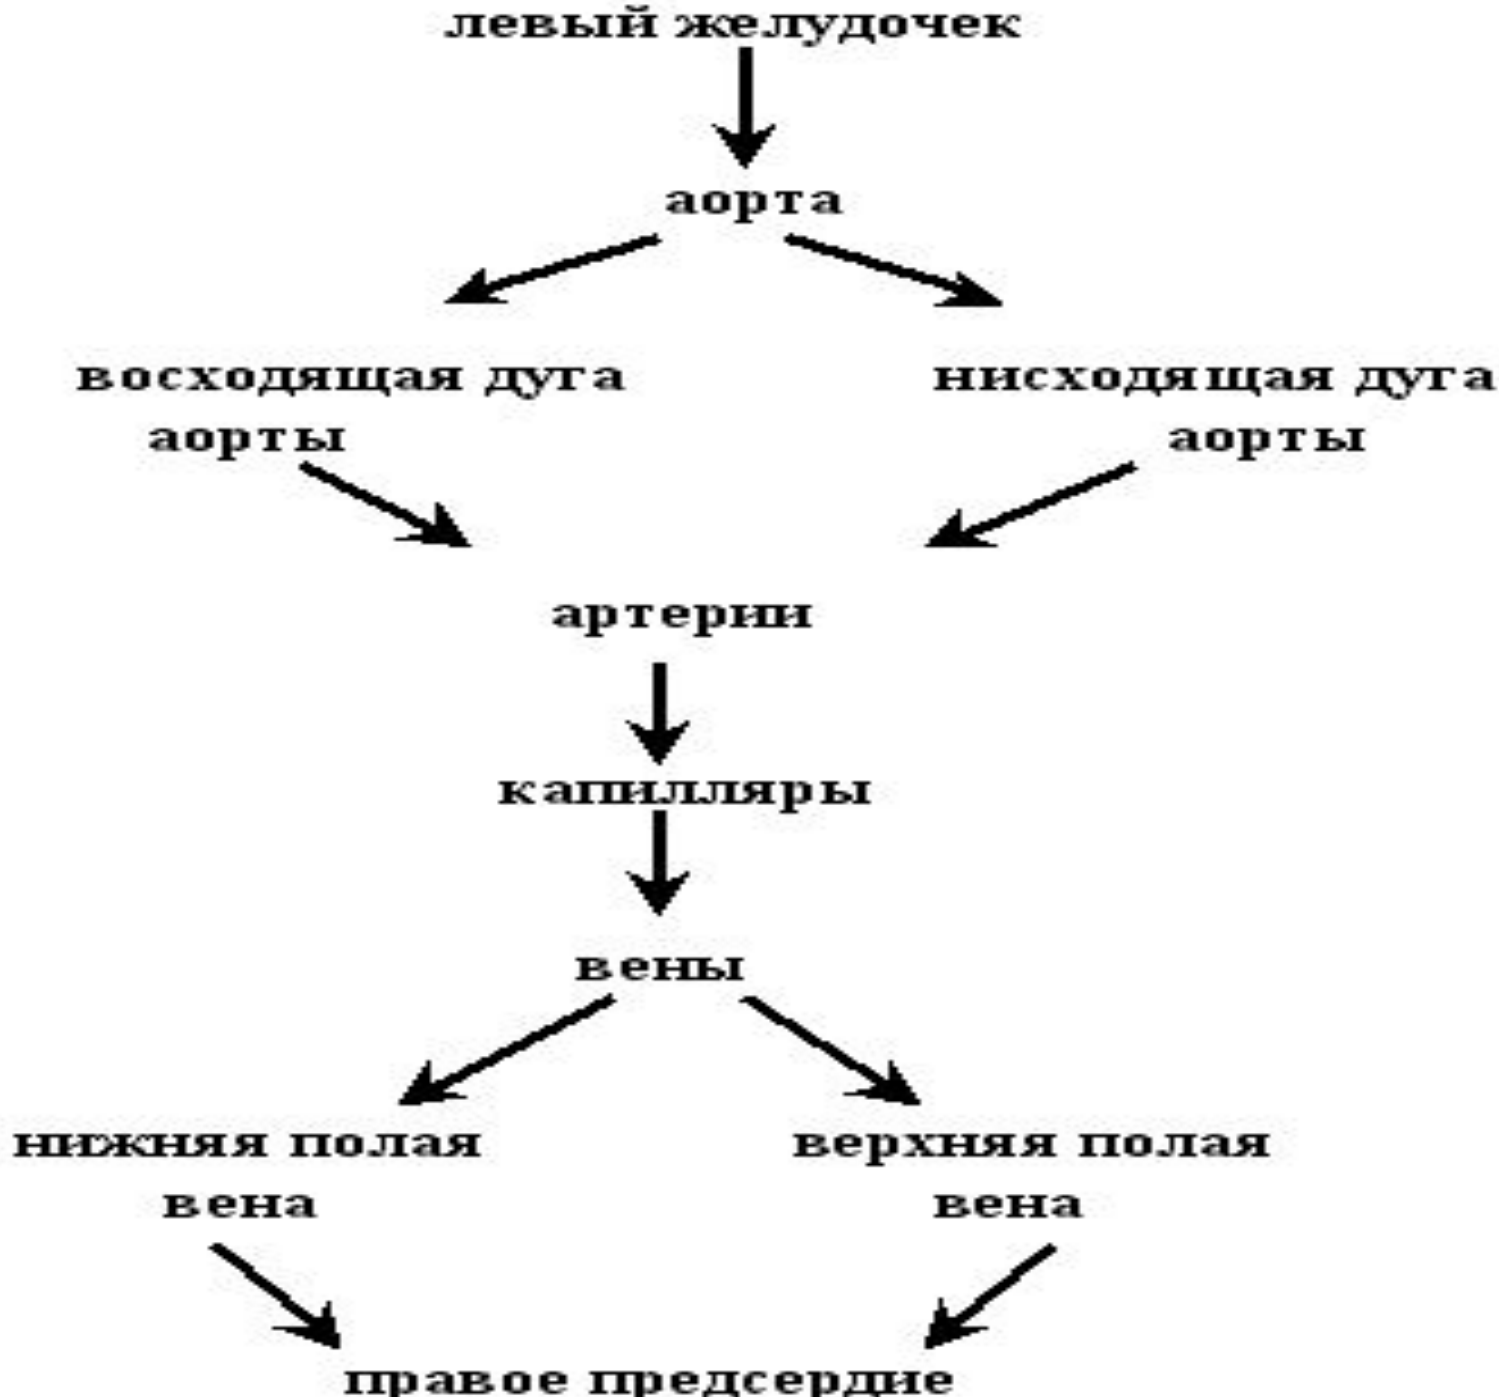 левый желудочек
аорта
восходящая дуга
аорты
нисходящая дуга
аорты
артерии
капилляры
вены
нижняя полая
вена
верхняя полая
вена
правое предсердие